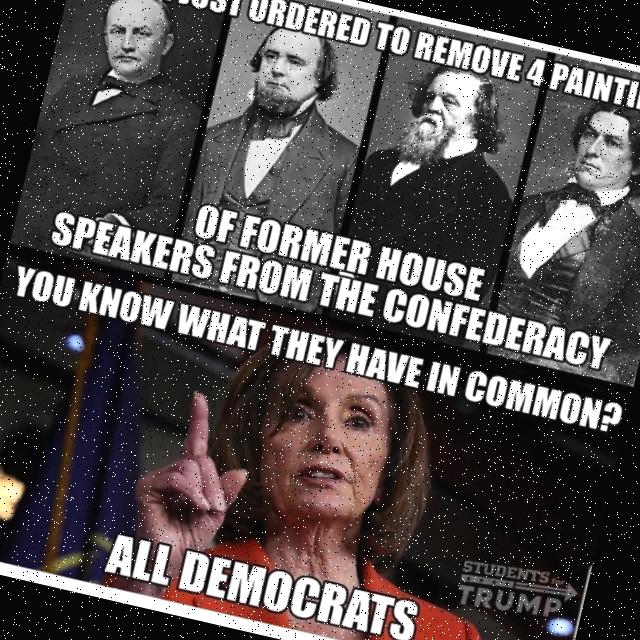 JUST ORDERED TO REMOVE 4
OF FORMER HOUSE
SPEAKERS FROM THE CONFEDERACY
YOU KNOW WHAT THEY HAVE IN COMMON?
ALL DEMOCRATS
STUDENTS
TRUMP